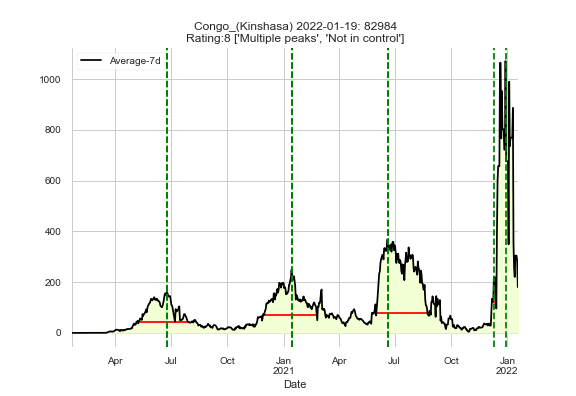 Congo_(Kinshasa) 2022-01-19: 82984
Rating:8 ['Multiple peaks', 'Not in control']
Average-7d
1000
800
600
400
200
0
Apr Jul Oct Jan Apr Jul Oct Jan
2021 2022
Date